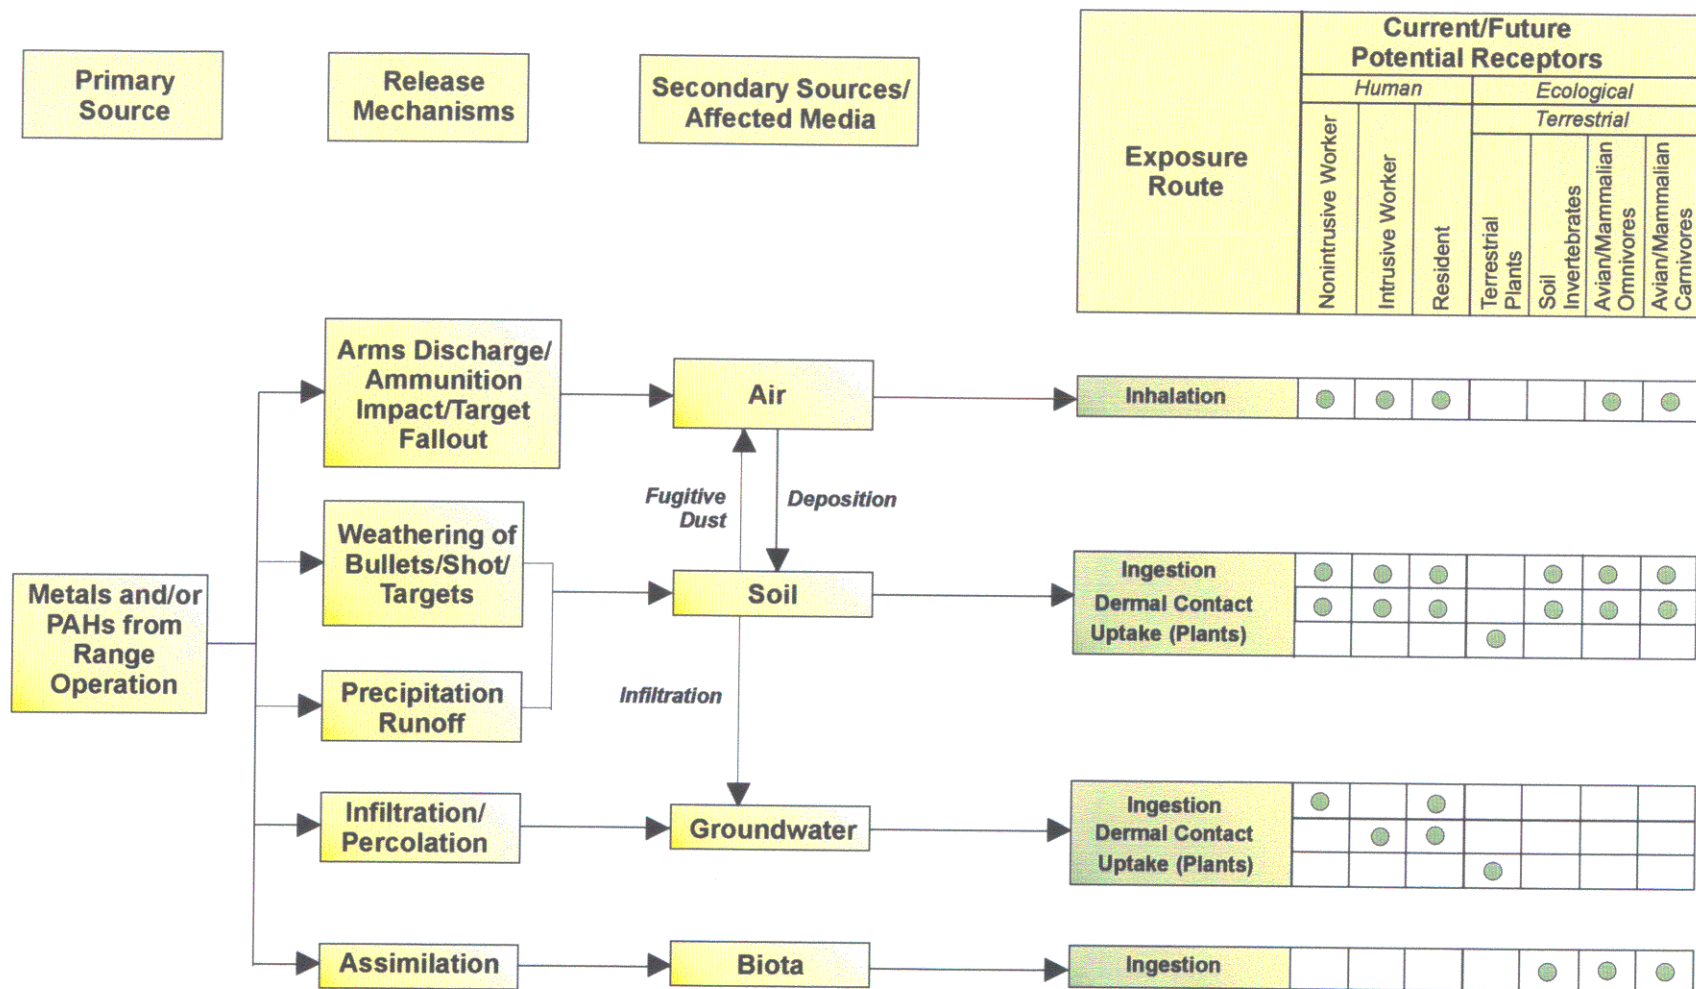 Primary
Source
Release
Mechanisms
Secondary Sources/
Affected Media
Exposure
Route
Current/Future
Potential Receptors
Human
Ecological
Terrestrial
Nonintrusive Worker
Intrusive Worker
Resident
Terrestrial
Plants
Soil
Invertebrates
Avian/Mammalian
Omnivores
Avian/Mammalian
Carnivores
Metals and/or
PAHs from
Range
Operation
Arms Discharge/
Ammunition
Impact/Target
Fallout
Air
Inhalation
Fugitive
Dust
Deposition
Weathering of
Bullets/Shot/
Targets
Soil
Ingestion
Dermal Contact
Uptake (Plants)
Precipitation
Runoff
Infiltration
Infiltration/
Percolation
Groundwater
Ingestion
Dermal Contact
Uptake (Plants)
Assimilation
Biota
Ingestion